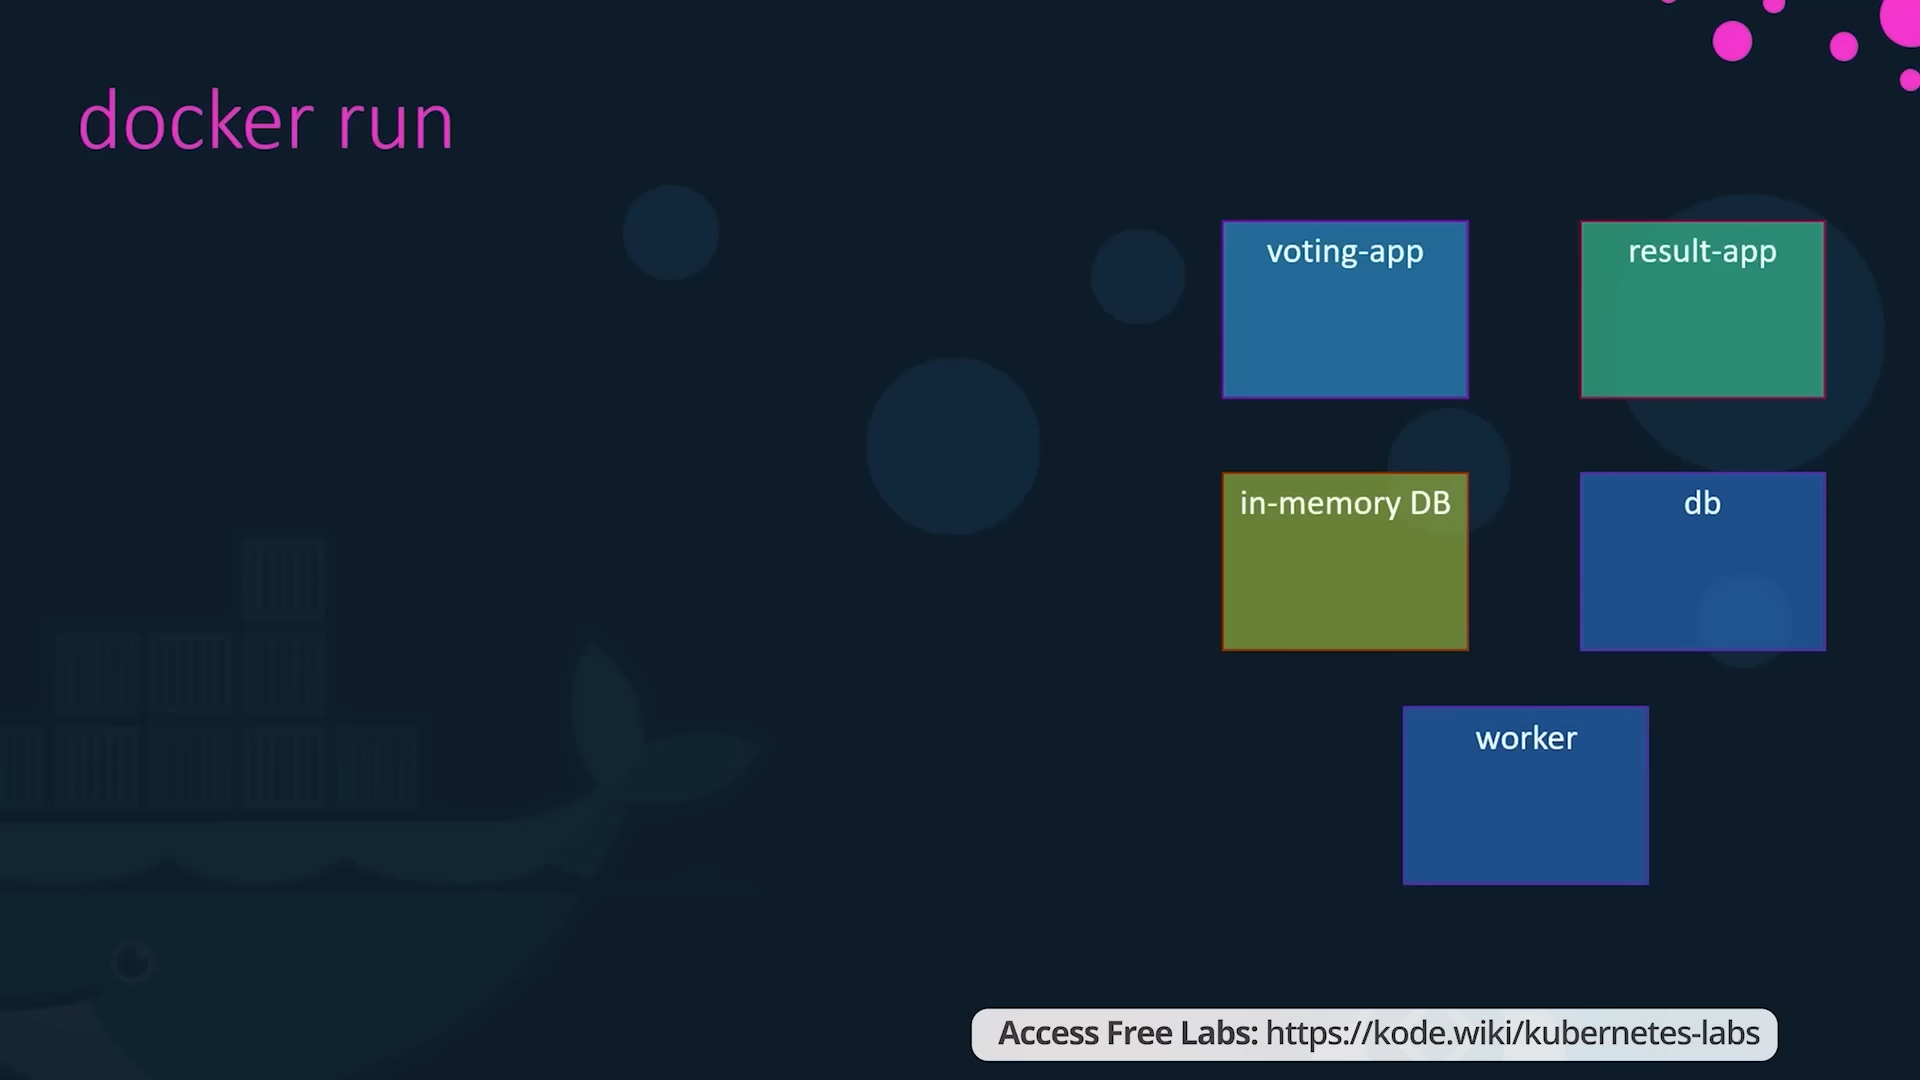 docker run
voting-app
result-app
in-memory DB
db
worker
Access Free Labs: https://kode.wiki/kubernetes-labs